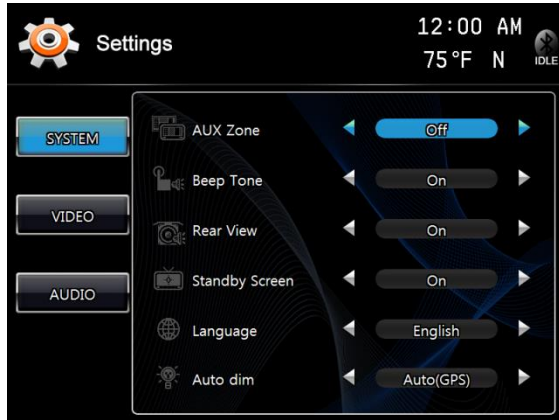 Settings
12:00 AM
75°F N
IDLE
SYSTEM
VIDEO
AUDIO
AUX Zone Off
Beep Tone On
Rear View On
Standby Screen On
Language English
Auto dim Auto(GPS)